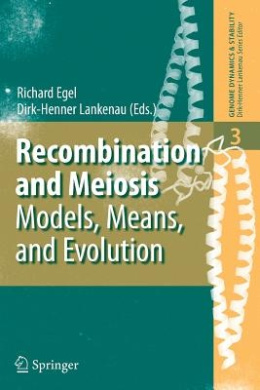 Richard Egel
Dirk-Henner Lankenau (Eds.)
GENOME DYNAMICS & STABILITY
Dirk-Henner Lankenau Series Editor
3
Recombination
and Meiosis
Models, Means,
and Evolution
Springer